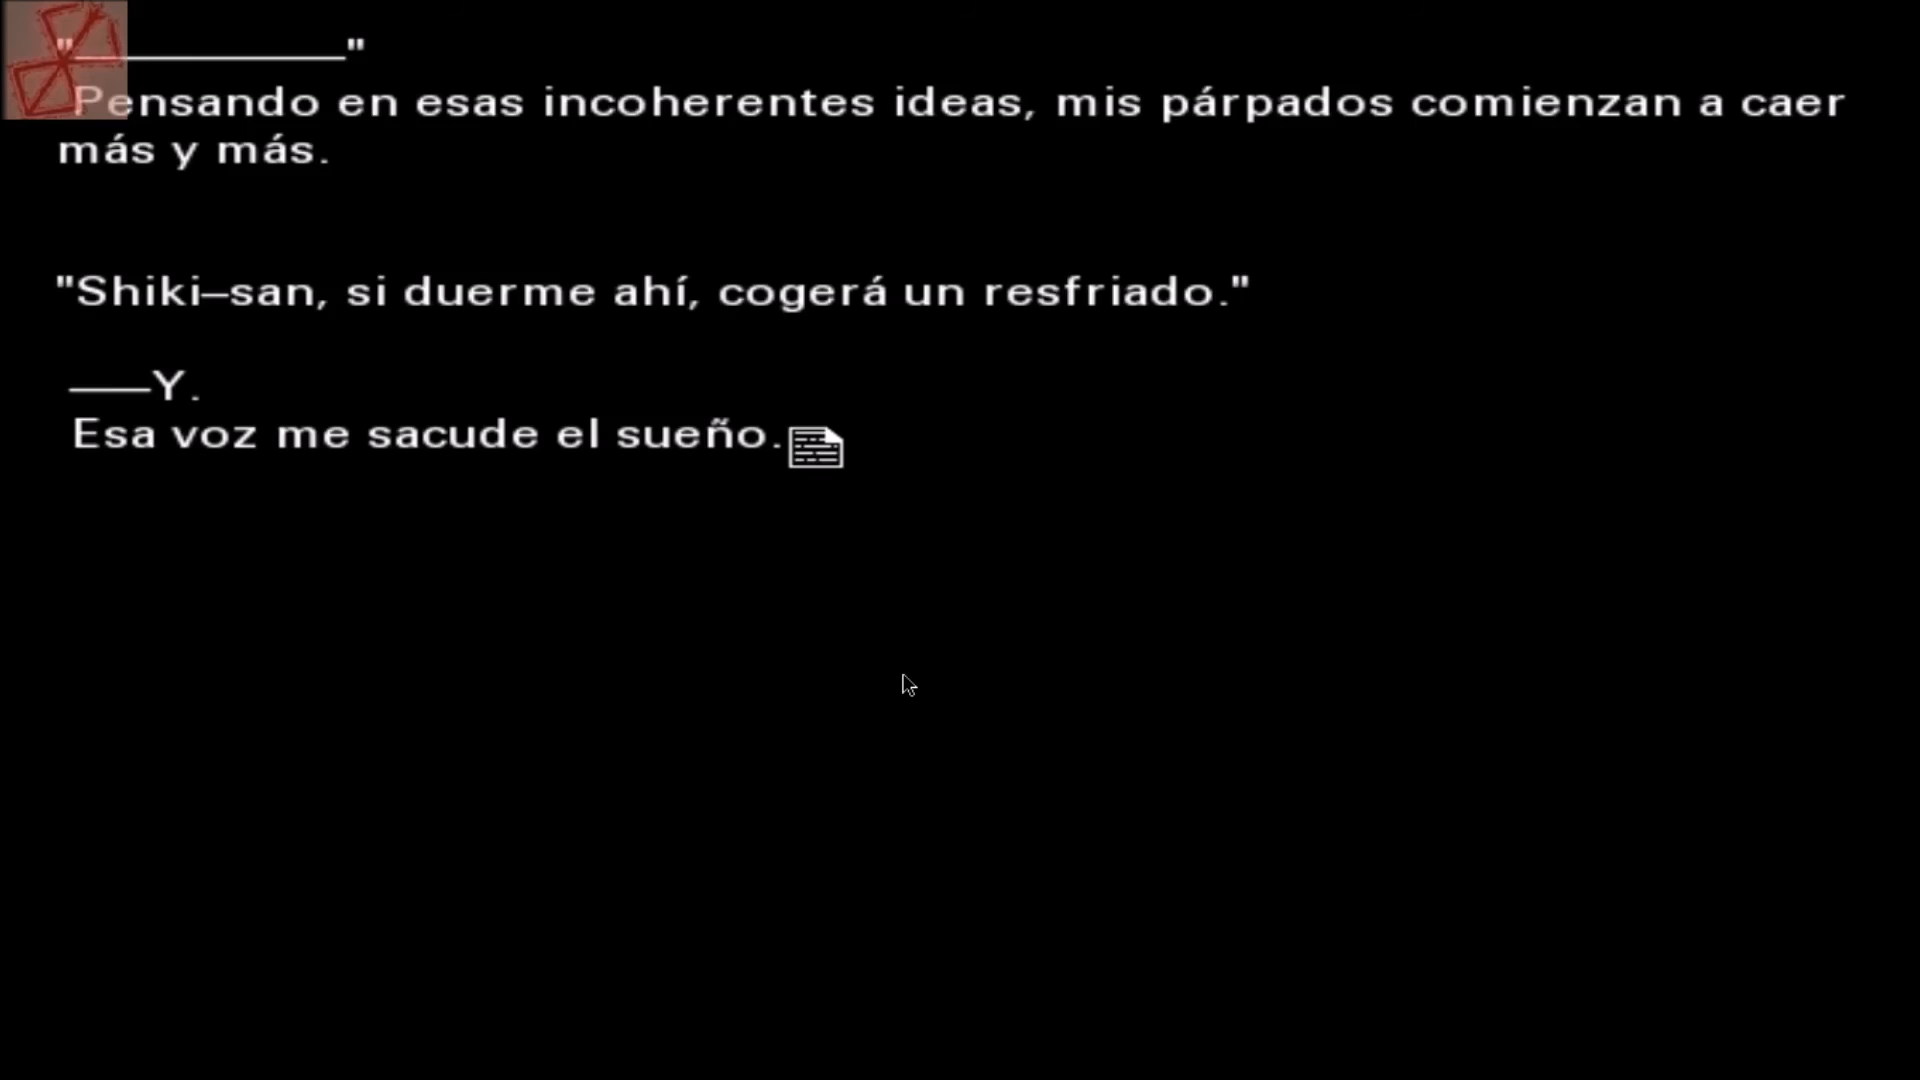 "——————————"
Pensando en esas incoherentes ideas, mis párpados comienzan a caer
más y más.
"Shiki—san, si duerme ahí, cogerá un resfriado."
———Y.
Esa voz me sacude el sueño.